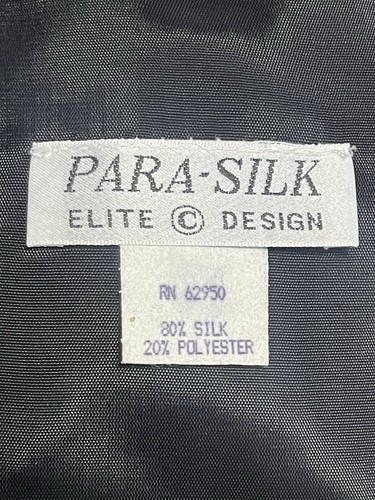 PARA-SILK
ELITE © DESIGN
RN 62950
80% SILK
20% POLYESTER